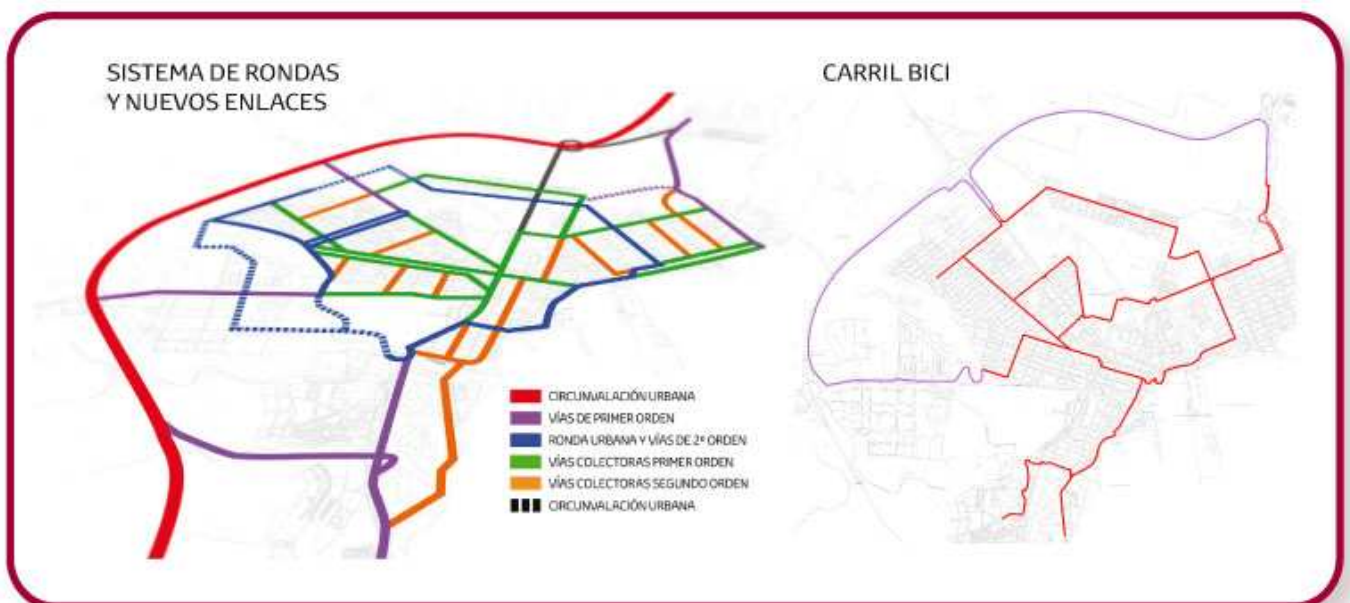 SISTEMA DE RONDAS
Y NUEVOS ENLACES
CARRIL BICI
CIRCUNVALACIÓN URBANA
VÍAS DE PRIMER ORDEN
RONDA URBANA Y VÍAS DE 2º ORDEN
VÍAS COLECTORAS PRIMER ORDEN
VÍAS COLECTORAS SEGUNDO ORDEN
CIRCUNVALACIÓN URBANA